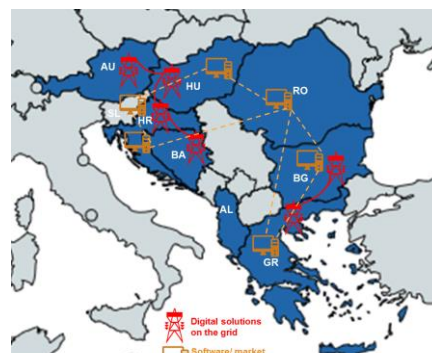 AU
HU
RO
SL
HR
BA
BG
AL
GR
Digital solutions
on the grid
Software/ market